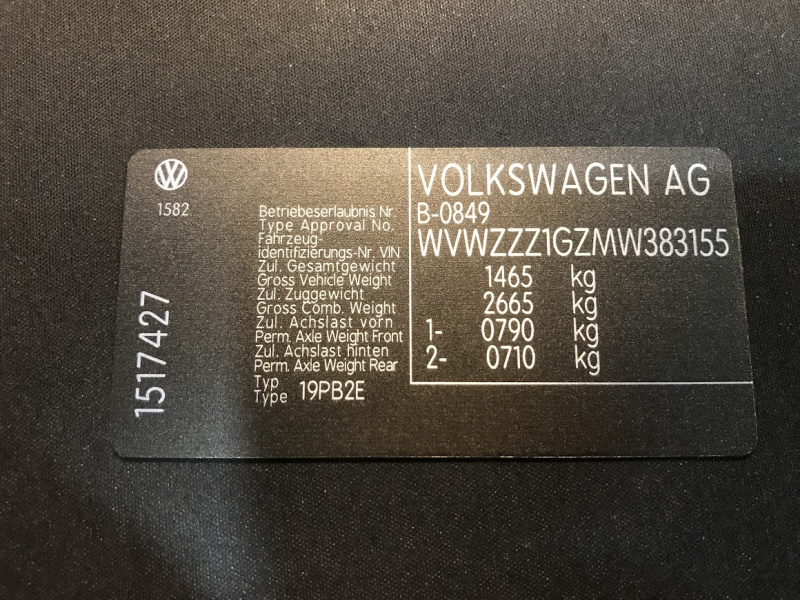 1582
1517427
Betriebeserlaubnis Nr.
Type Approval No.
Fahrzeug-
identifizierungs-Nr. VIN
Zul. Gesamtgewicht
Gross Vehicle Weight
Zul. Zuggewicht
Gross Comb. Weight
Zul. Achslast vorn
Perm. Axle Weight Front
Zul. Achslast hinten
Perm. Axle Weight Rear
Typ
Type 19PB2E
VOLKSWAGEN AG
B-0849
WVWZZZ1GZMW383155
1465 kg
2665 kg
1- 0790 kg
2- 0710 kg